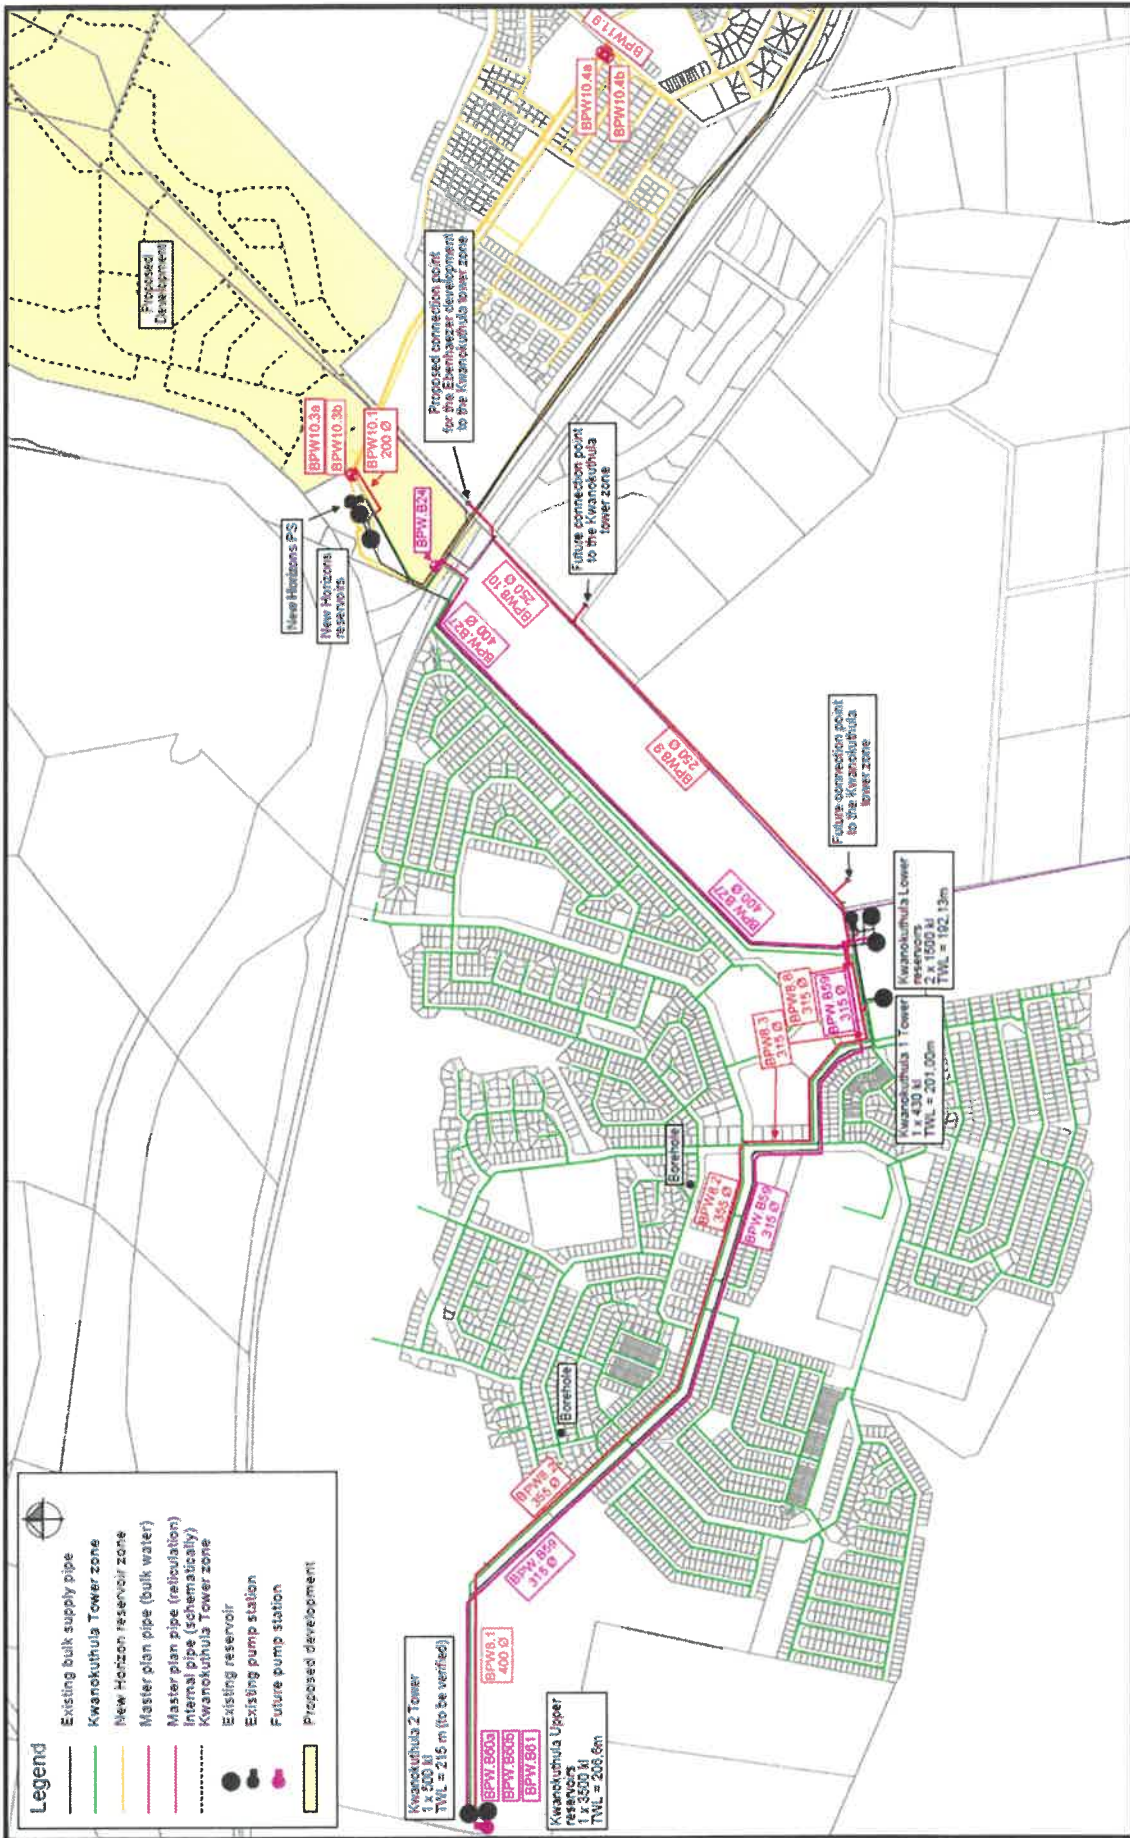 Legend
Existing bulk supply pipe
Kwanokuthula Tower zone
New Horizon reservoir zone
Master plan pipe (bulk water)
Master plan pipe (reticulation)
Internal pipe (schematically)
Kwanokuthula Tower zone
Existing reservoir
Existing pump station
Future pump station
Proposed development
Kwanokuthula 2 Tower
1 x 500 kl
TWL = 215 m (to be verified)
BPW.B60a
BPW.B60b
BPW.B61
Kwanokuthula Upper
reservoirs
1 x 3500 kl
TWL = 206,6m
BPW8.1
400 Ø
BPW.B59
315 Ø
BPW8.2
355 Ø
Borehole
Borehole
BPW8.2
355 Ø
BPW.B59
315 Ø
BPW8.3
315 Ø
BPW8.8
315 Ø
BPW.B59
315 Ø
Kwanokuthula 1 Tower
1 x 430 kl
TWL = 201,00m
Kwanokuthula Lower
reservoirs
2 x 1500 kl
TWL = 192,13m
Future connection point
to the Kwanokuthula
tower zone
BPW.B27
400 Ø
BPW8.9
250 Ø
BPW.B27
400 Ø
BPW8.10
250 Ø
Future connection point
to the Kwanokuthula
tower zone
Proposed connection point
for the Ebenhaezer development
to the Kwanokuthula tower zone
New Horizons PS
New Horizons
reservoirs
BPW.B24
BPW10.3a
BPW10.3b
BPW10.1
200 Ø
Proposed
Development
BPW10.4a
BPW10.4b
BPW11.9